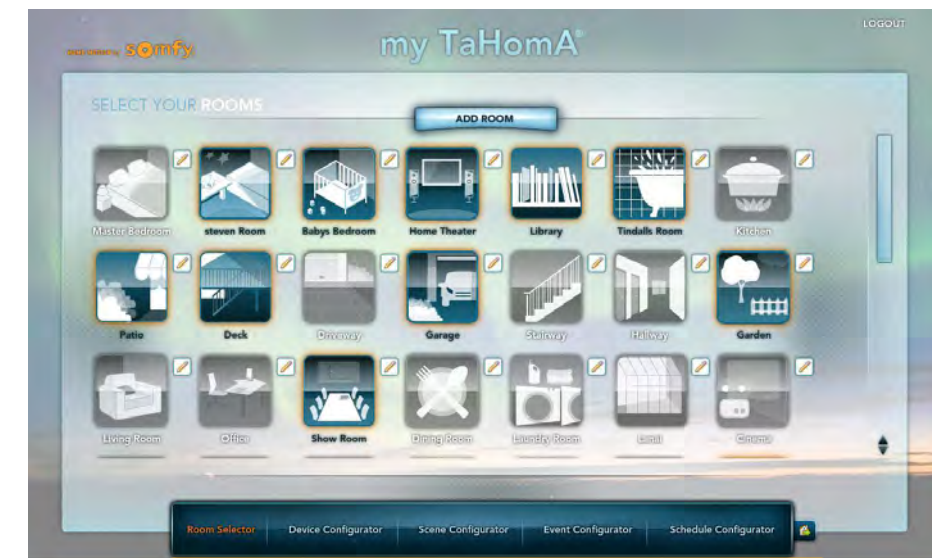 LOGOUT
somfy.
my TaHomA®
SELECT YOUR ROOMS
ADD ROOM
Master Bedroom
steven Room
Babys Bedroom
Home Theater
Library
Tindalls Room
Kitchen
Patio
Deck
Driveway
Garage
Stairway
Hallway
Garden
Living Room
Office
Show Room
Dining Room
Laundry Room
Cinema
Room Selector
Device Configurator
Scene Configurator
Event Configurator
Schedule Configurator